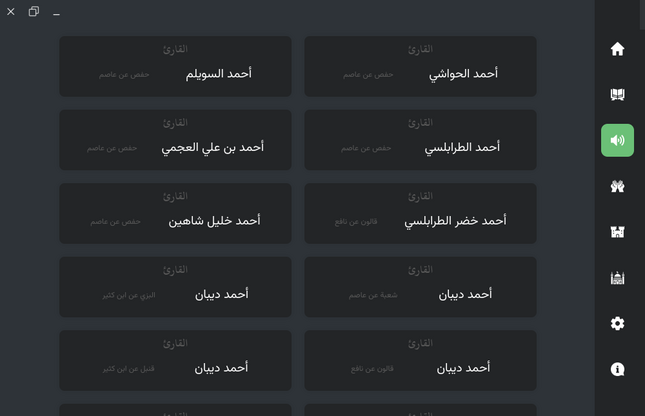 القارئ
أحمد الحواشي
حفص عن عاصم
القارئ
أحمد السويلم
حفص عن عاصم
القارئ
أحمد الطرابلسي
حفص عن عاصم
القارئ
أحمد بن علي العجمي
حفص عن عاصم
القارئ
أحمد خضر الطرابلسي
قالون عن نافع
القارئ
أحمد خليل شاهين
حفص عن عاصم
القارئ
أحمد ديبان
شعبة عن عاصم
القارئ
أحمد ديبان
البزي عن ابن كثير
القارئ
أحمد ديبان
قالون عن نافع
القارئ
أحمد ديبان
قنبل عن ابن كثير